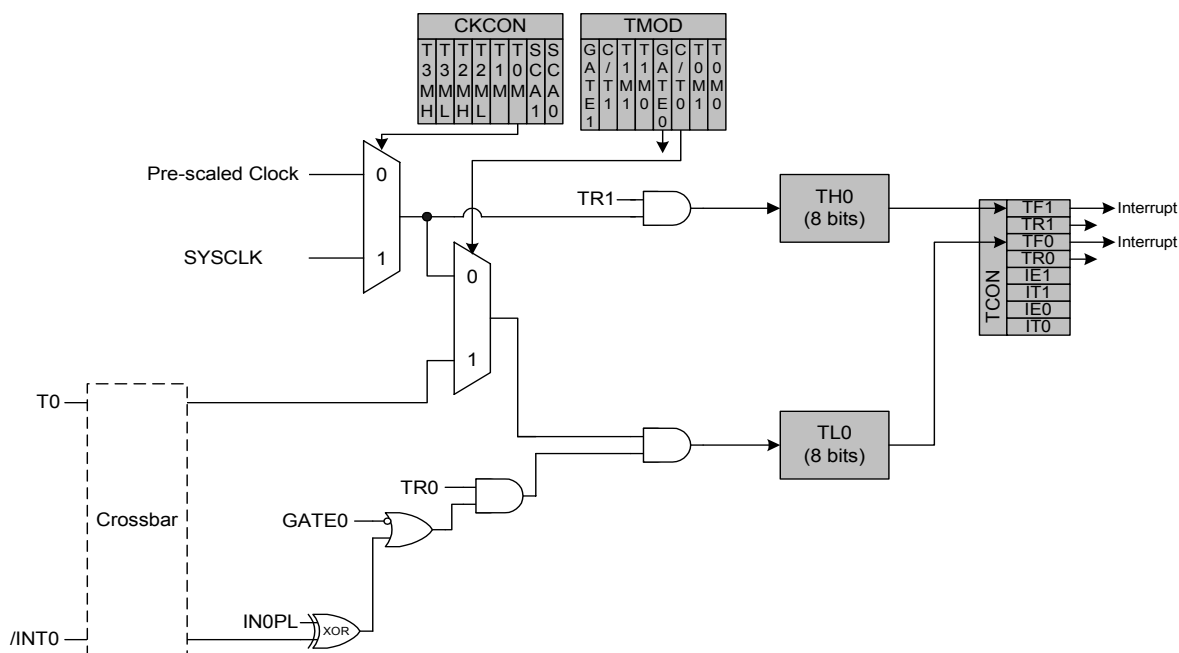 CKCON
T3MH
T3ML
T2MH
T2ML
T1M
T0M
SCA1
SCA0
TMOD
GATE1
C/T1
T1M1
T1M0
GATE0
C/T0
T0M1
T0M0
Pre-scaled Clock
0
SYSCLK
1
0
1
TR1
TH0
(8 bits)
TCON
TF1
TR1
TF0
TR0
IE1
IT1
IE0
IT0
Interrupt
Interrupt
T0
Crossbar
/INT0
TL0
(8 bits)
TR0
GATE0
IN0PL
XOR